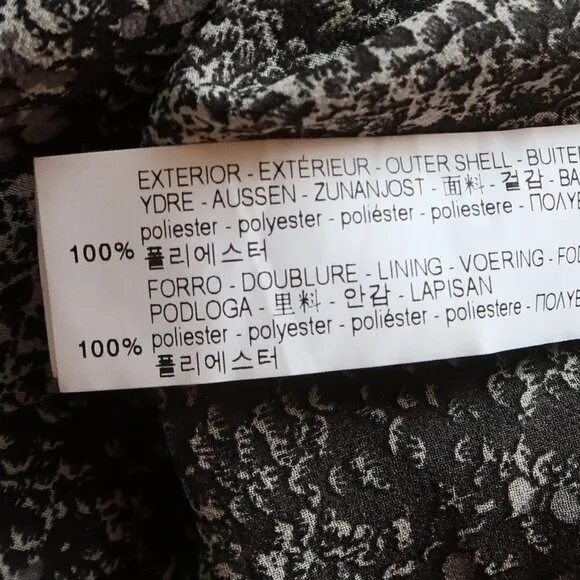 EXTERIOR - EXTÉRIEUR - OUTER SHELL - BUITE
YDRE - AUSSEN - ZUNANJOST - 面料 - 겉감 - BA
poliester - polyester - poliéster - poliestere - ΠΟΛΥΕ
100% 폴리에스터
FORRO - DOUBLURE - LINING - VOERING - FOD
PODLOGA - 里料 - 안감 - LAPISAN
100% poliester - polyester - poliéster - poliestere - ΠΟΛΥ
폴리에스터